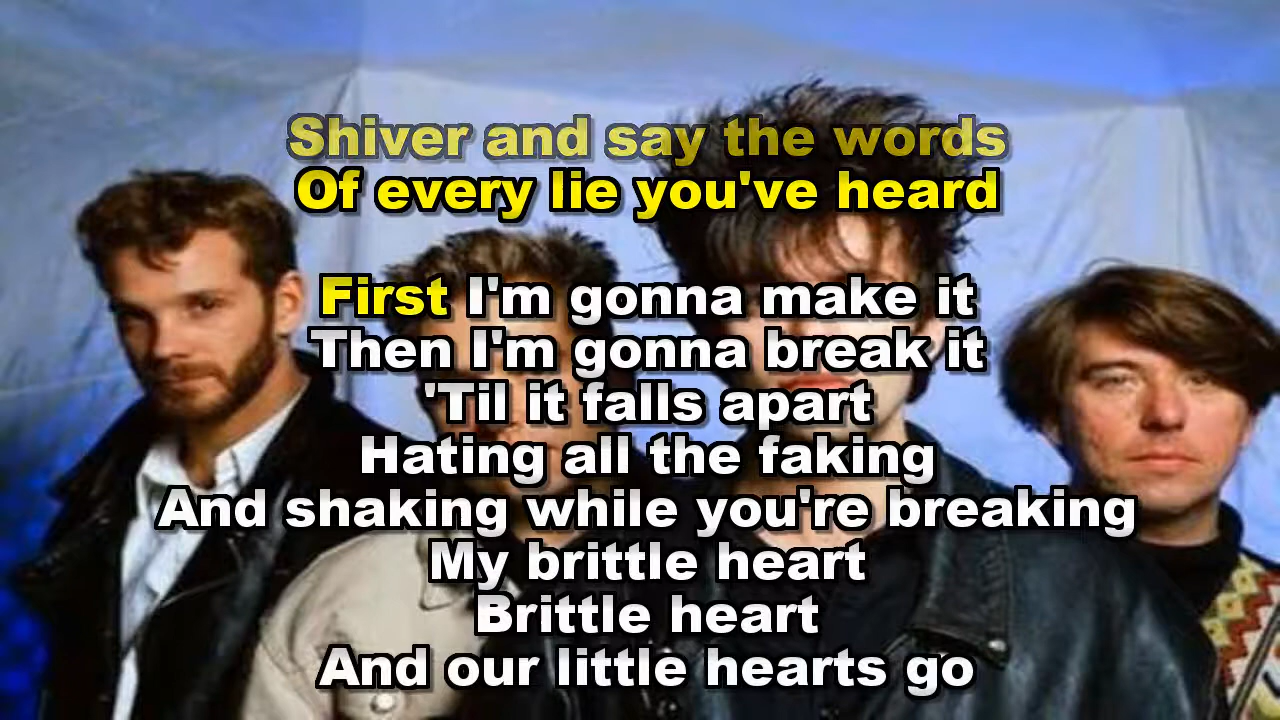 Shiver and say the words
Of every lie you've heard
First I'm gonna make it
Then I'm gonna break it
'Til it falls apart
Hating all the faking
And shaking while you're breaking
My brittle heart
Brittle heart
And our little hearts go